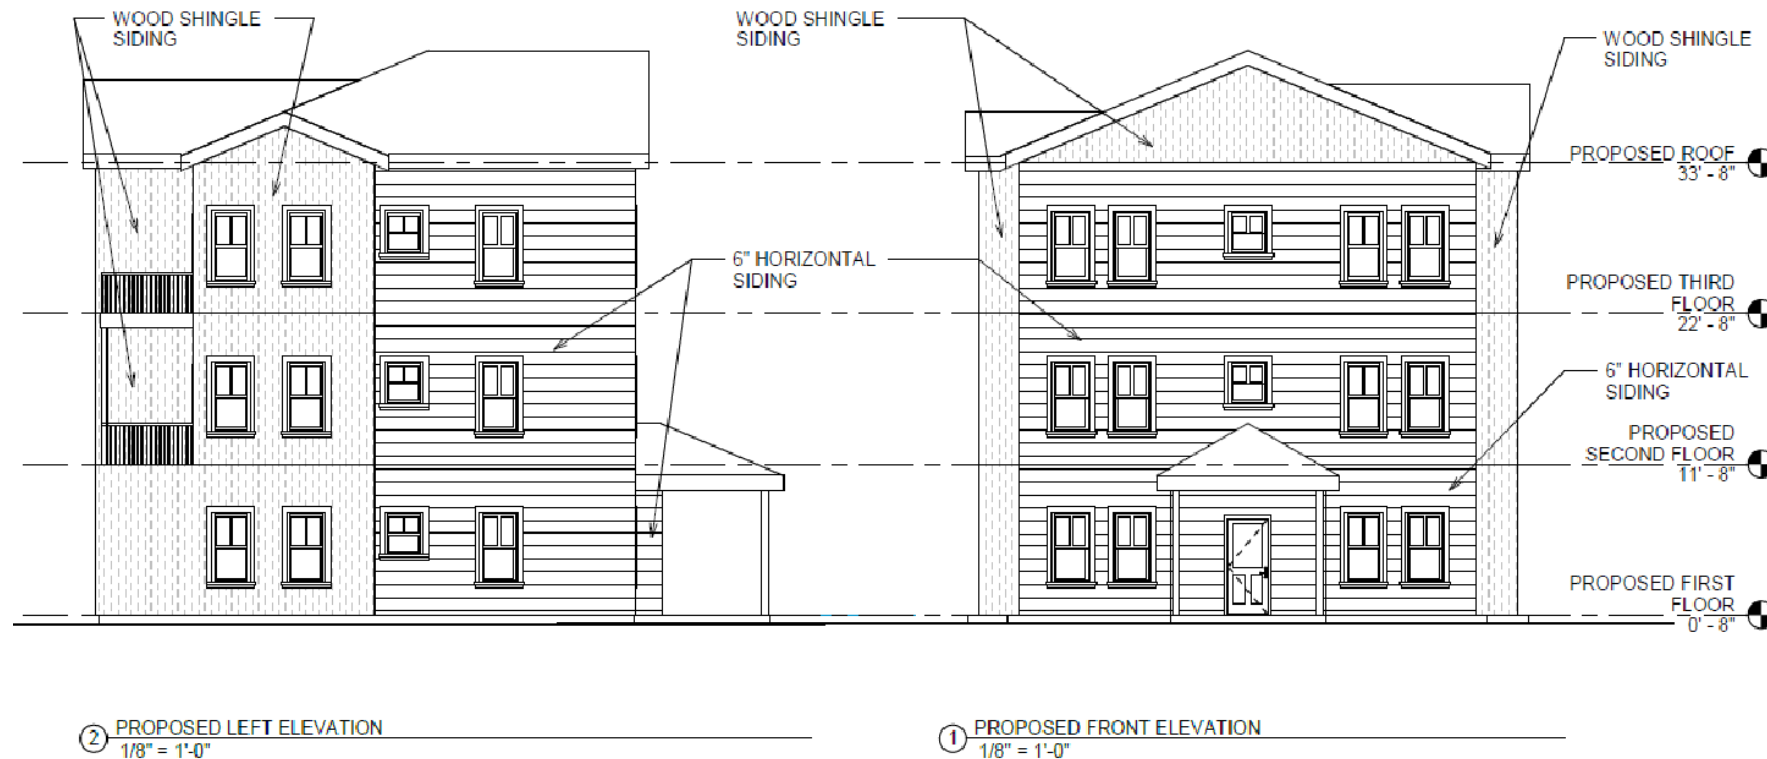 WOOD SHINGLE
SIDING
WOOD SHINGLE
SIDING
WOOD SHINGLE
SIDING
PROPOSED ROOF
33' - 8"
6" HORIZONTAL
SIDING
PROPOSED THIRD
FLOOR
22' - 8"
6" HORIZONTAL
SIDING
PROPOSED
SECOND FLOOR
11' - 8"
PROPOSED FIRST
FLOOR
0' - 8"
2 PROPOSED LEFT ELEVATION
1/8" = 1'-0"
1 PROPOSED FRONT ELEVATION
1/8" = 1'-0"